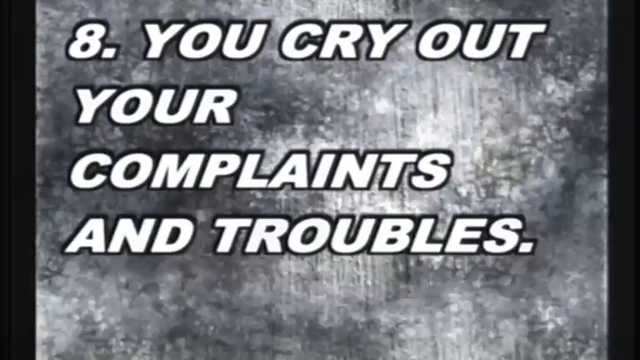 8. YOU CRY OUT
YOUR
COMPLAINTS
AND TROUBLES.